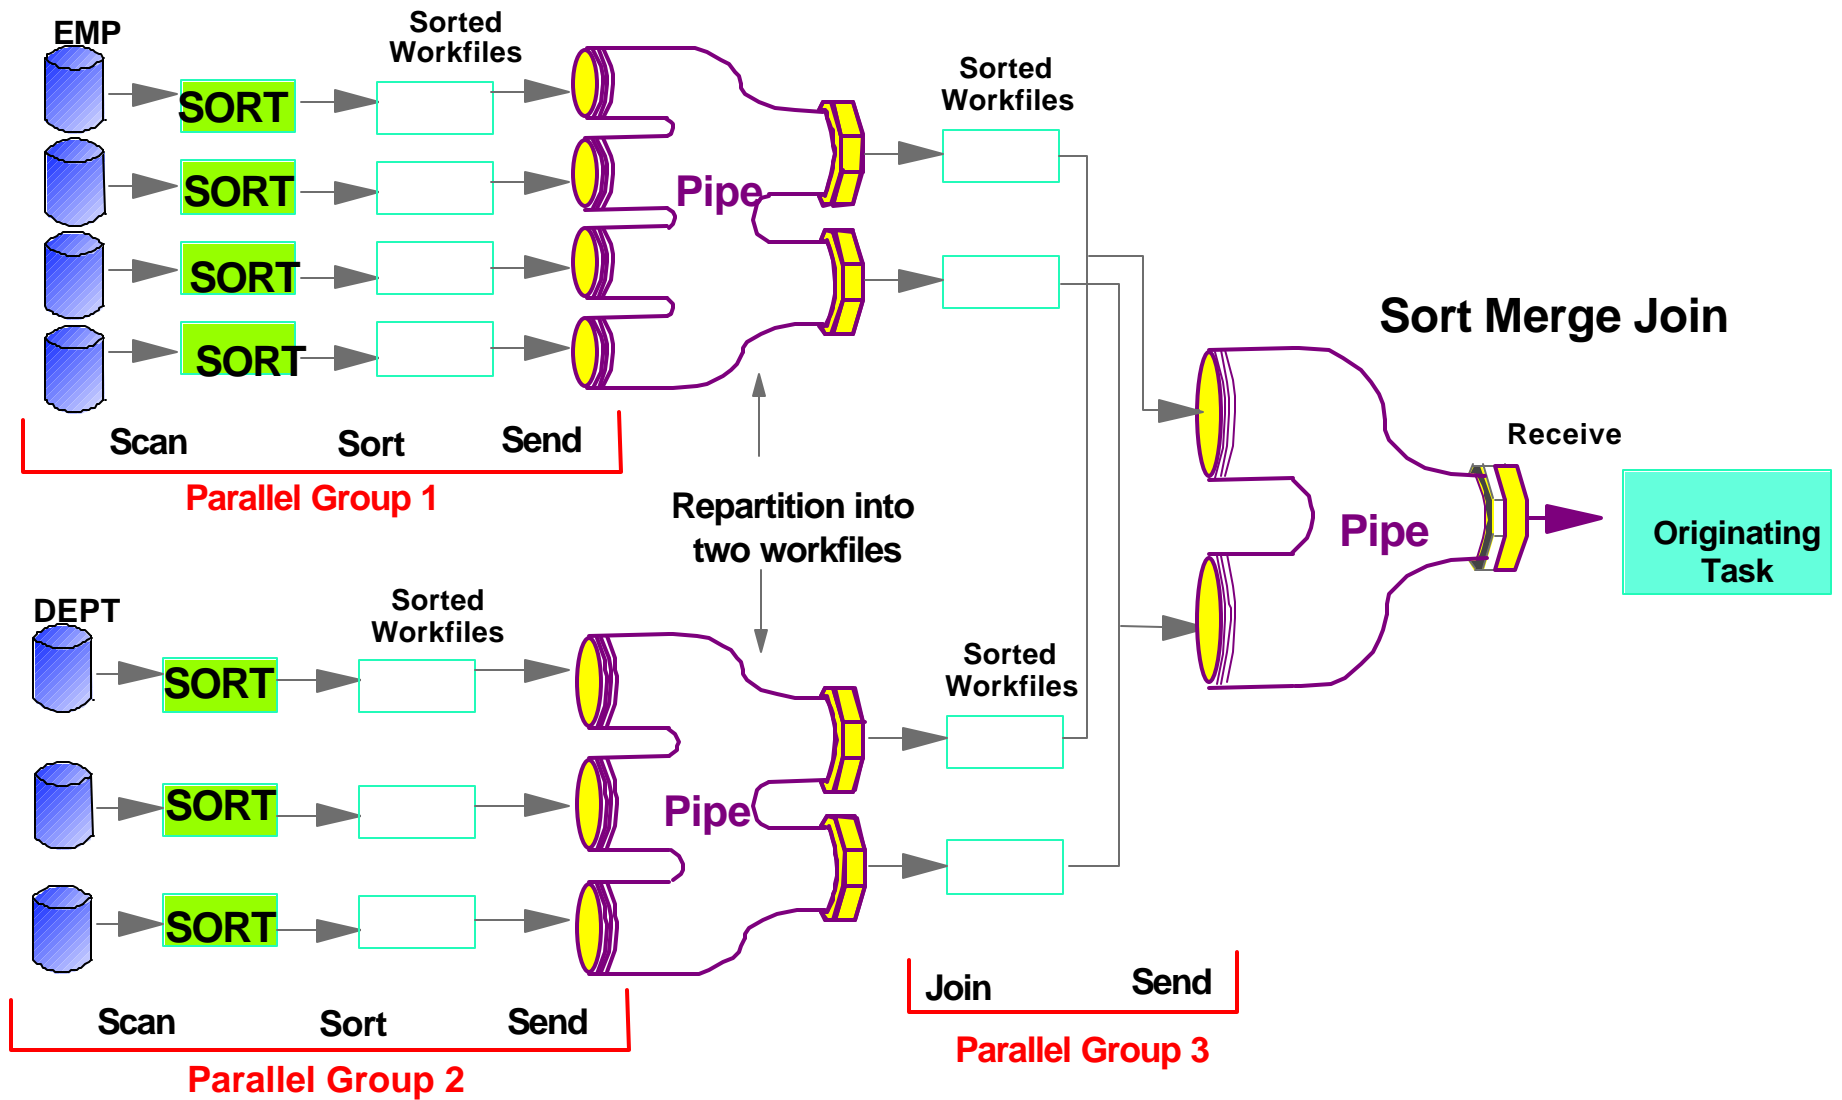 EMP
Sorted
Workfiles
SORT
SORT
SORT
SORT
Pipe
Sorted
Workfiles
Scan
Sort
Send
Parallel Group 1
Repartition into
two workfiles
Sort Merge Join
Receive
Pipe
Originating
Task
DEPT
Sorted
Workfiles
SORT
SORT
SORT
Pipe
Sorted
Workfiles
Scan
Sort
Send
Parallel Group 2
Join
Send
Parallel Group 3